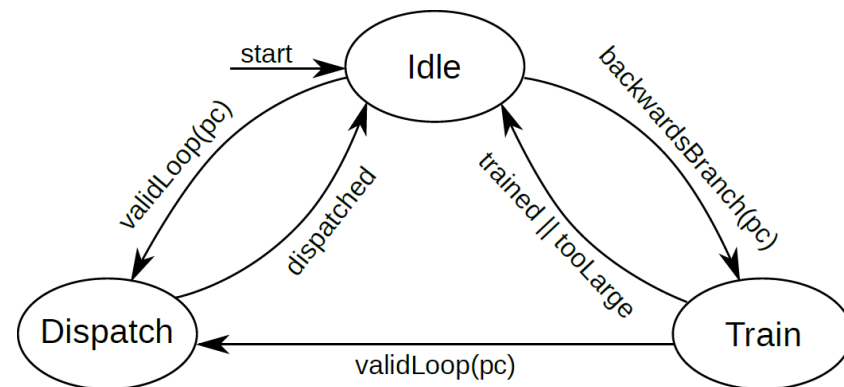 start
Idle
validLoop(pc)
dispatched
trained || tooLarge
backwardsBranch(pc)
Dispatch
validLoop(pc)
Train